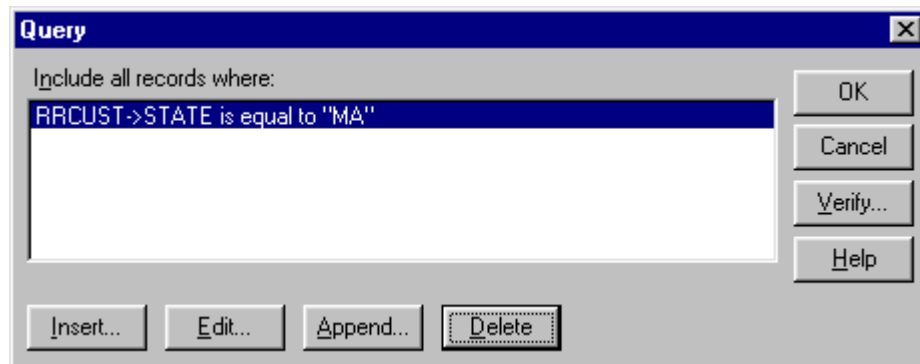 Query
Include all records where:
RRCUST->STATE is equal to "MA"
OK
Cancel
Verify...
Help
Insert... Edit... Append... Delete